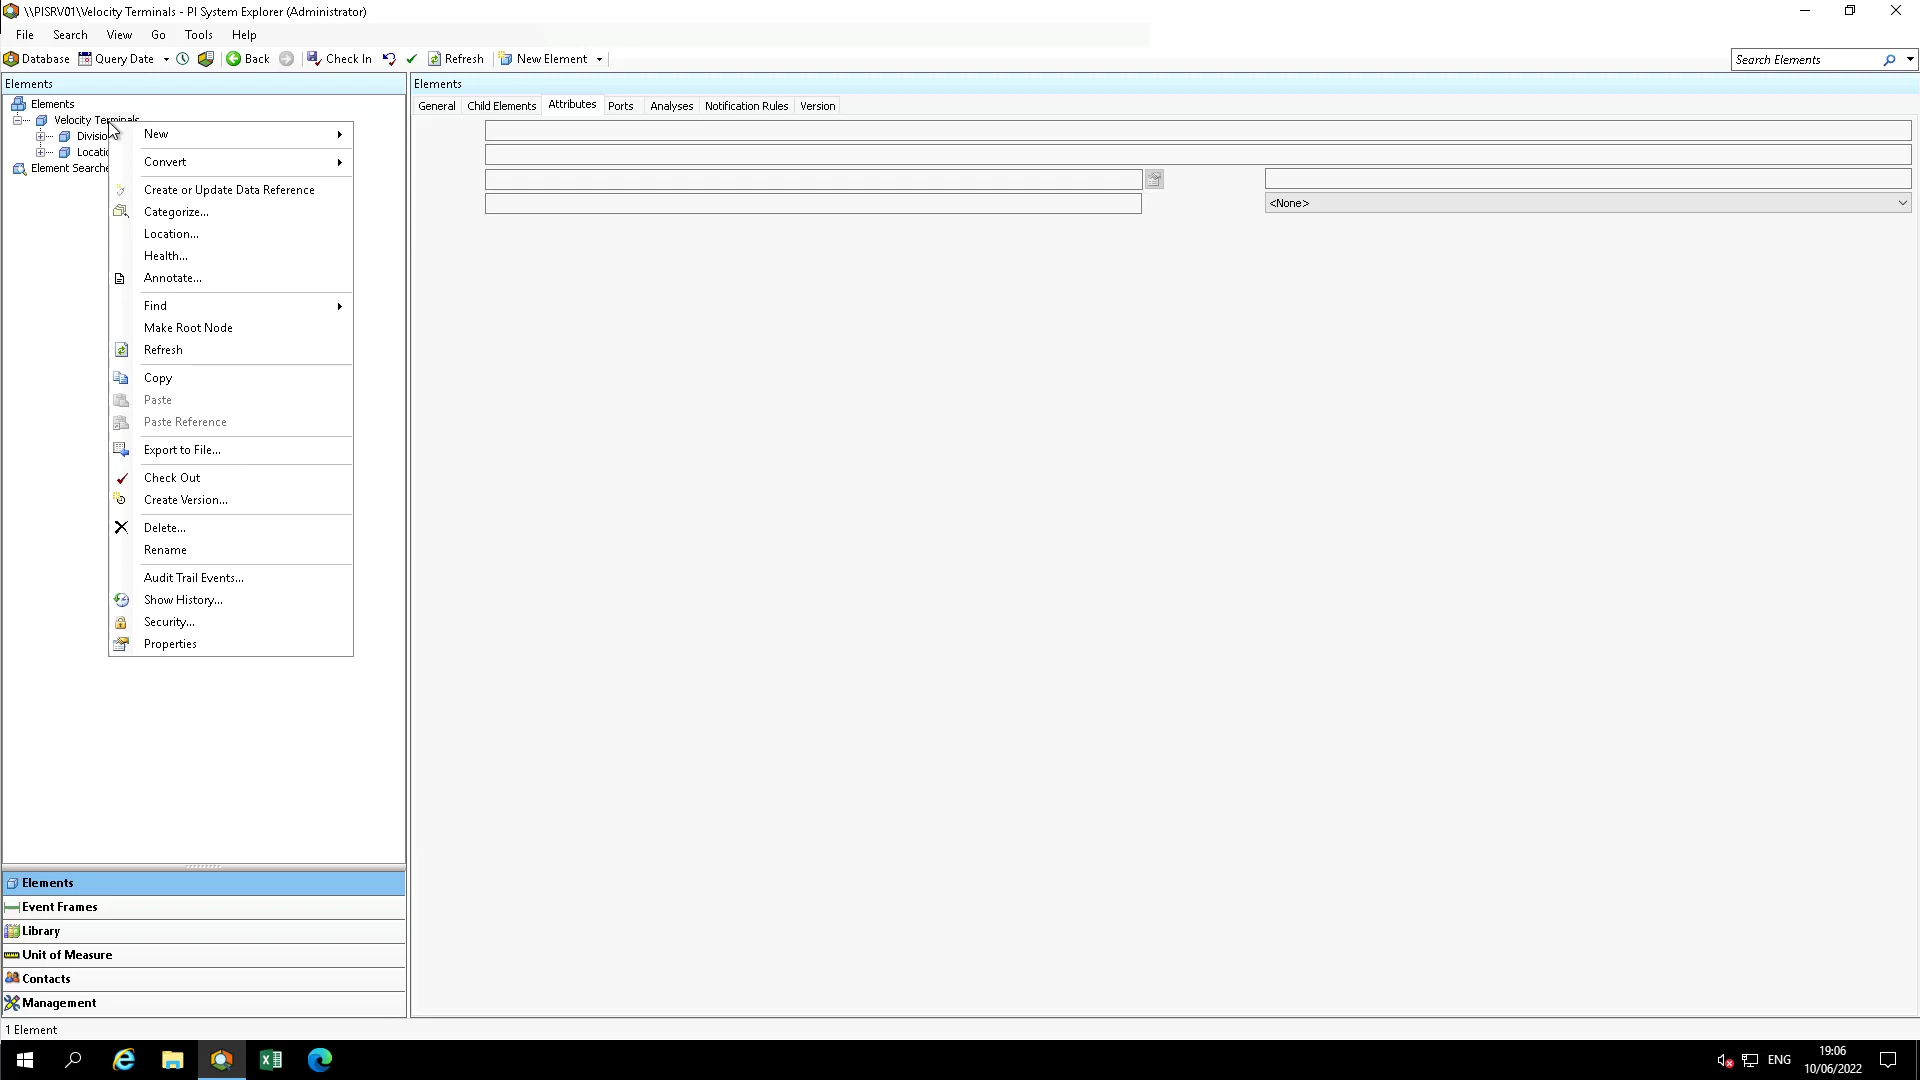 \\PISRV01\Velocity Terminals - PI System Explorer (Administrator)
File Search View Go Tools Help
Database Query Date Back Check In Refresh New Element Search Elements
Elements
Elements
Velocity Terminals
Divisio
Locatio
Element Searche
New
Convert
Create or Update Data Reference
Categorize...
Location...
Health...
Annotate...
Find
Make Root Node
Refresh
Copy
Paste
Paste Reference
Export to File...
Check Out
Create Version...
Delete...
Rename
Audit Trail Events...
Show History...
Security...
Properties
Elements
General Child Elements Attributes Ports Analyses Notification Rules Version
<None>
Elements
Event Frames
Library
Unit of Measure
Contacts
Management
1 Element
ENG
19:06
10/06/2022